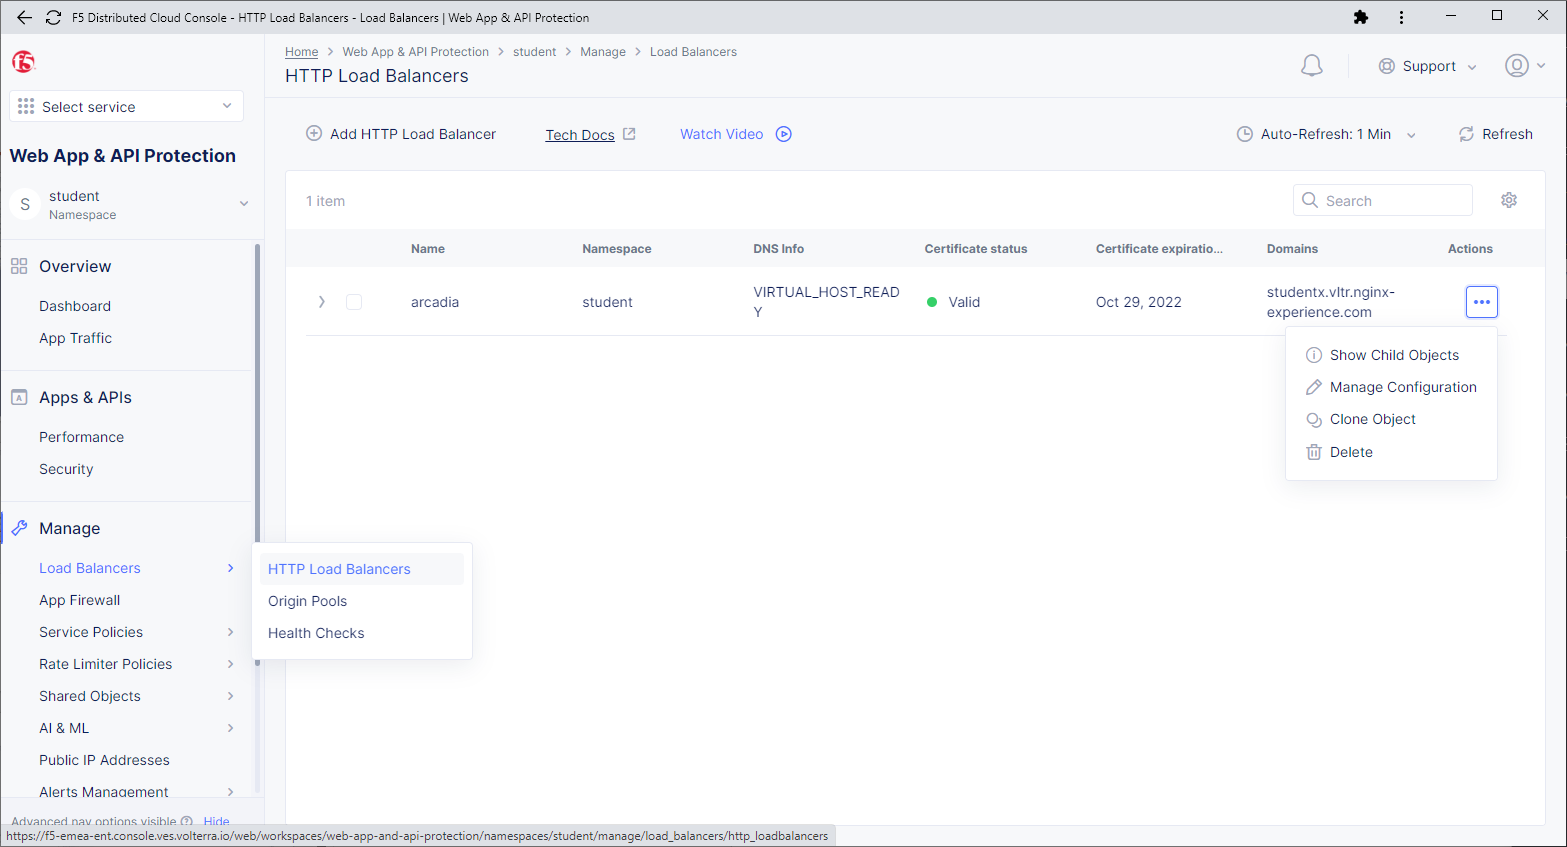 F5 Distributed Cloud Console - HTTP Load Balancers - Load Balancers | Web App & API Protection
f5
Select service
Web App & API Protection
S
student
Namespace
Overview
Dashboard
App Traffic
A
Apps & APIs
Performance
Security
Manage
Load Balancers
App Firewall
Service Policies
Rate Limiter Policies
Shared Objects
AI & ML
Public IP Addresses
Alerts Management
Advanced nav options visible ? Hide
HTTP Load Balancers
Origin Pools
Health Checks
Home > Web App & API Protection > student > Manage > Load Balancers
HTTP Load Balancers
Support
Add HTTP Load Balancer
Tech Docs
Watch Video
Auto-Refresh: 1 Min
Refresh
1 item
Search
Name Namespace DNS Info Certificate status Certificate expiratio... Domains Actions
arcadia student VIRTUAL_HOST_READ
Y
Valid Oct 29, 2022
studentx.vltr.nginx-
experience.com
Show Child Objects
Manage Configuration
Clone Object
Delete
https://f5-emea-ent.console.ves.volterra.io/web/workspaces/web-app-and-api-protection/namespaces/student/manage/load_balancers/http_loadbalancers